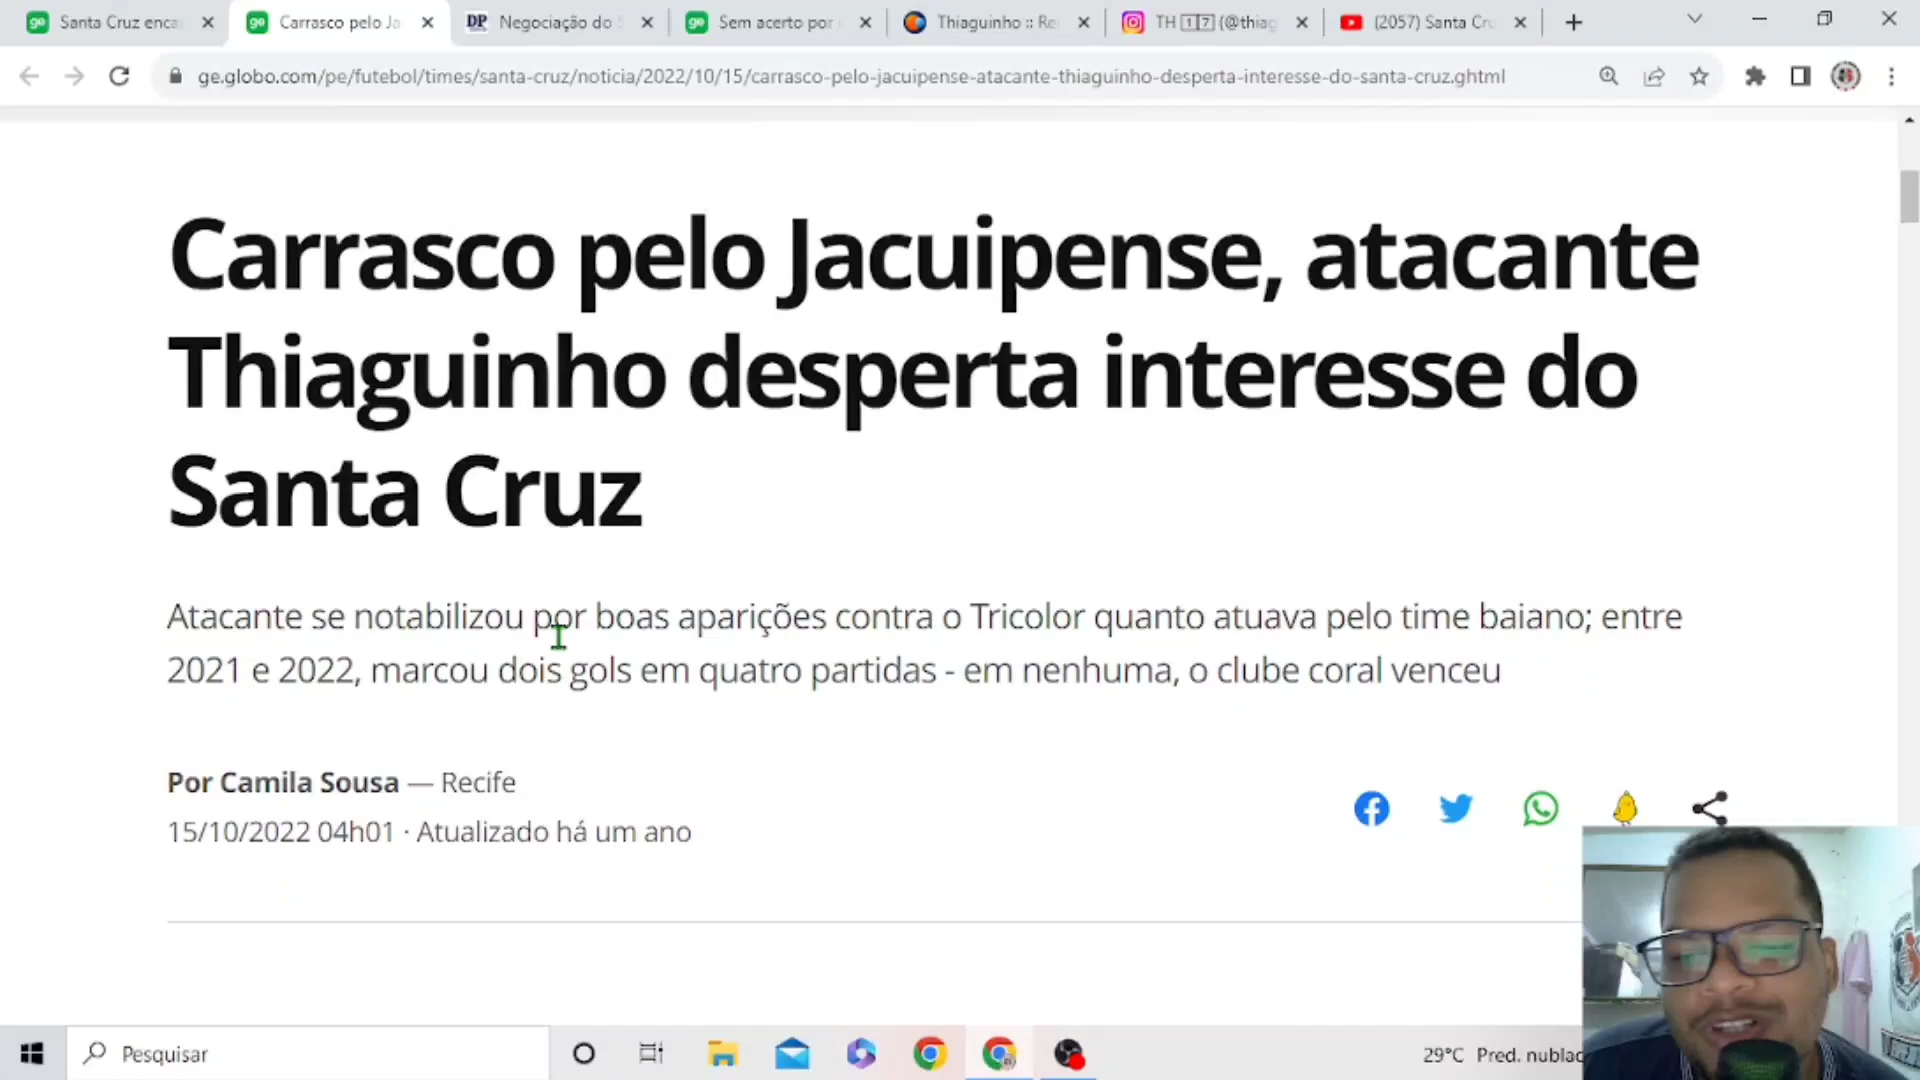 Santa Cruz enca
Carrasco pelo Ja
DP Negociação do
Sem acerto por
Thiaguinho :: Re
TH 17 (@thiag
(2057) Santa Cru
ge.globo.com/pe/futebol/times/santa-cruz/noticia/2022/10/15/carrasco-pelo-jacuipense-atacante-thiaguinho-desperta-interesse-do-santa-cruz.ghtml
Carrasco pelo Jacuipense, atacante
Thiaguinho desperta interesse do
Santa Cruz
Atacante se notabilizou por boas aparições contra o Tricolor quanto atuava pelo time baiano; entre
2021 e 2022, marcou dois gols em quatro partidas - em nenhuma, o clube coral venceu
Por Camila Sousa — Recife
15/10/2022 04h01 · Atualizado há um ano
Pesquisar
29°C Pred. nublad